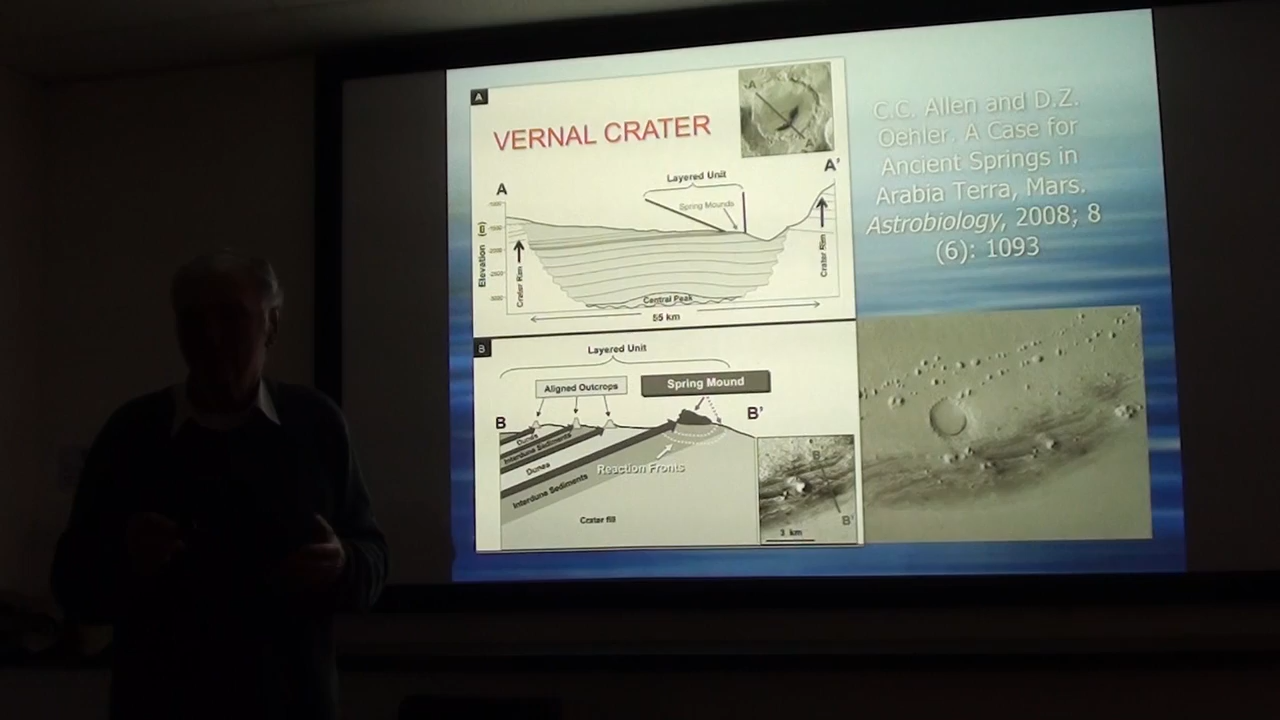 A
VERNAL CRATER
A
A'
Layered Unit
A
A'
Spring Mounds
Elevation (m)
Crater Rim
Crater Rim
Central Peak
55 km
B
Layered Unit
Aligned Outcrops
Spring Mound
B
B'
Dunes
Interdune Sediments
Dunes
Reaction Fronts
Interdune Sediments
Crater fill
B
B'
3 km
C.C. Allen and D.Z.
Oehler. A Case for
Ancient Springs in
Arabia Terra, Mars.
Astrobiology, 2008; 8
(6): 1093